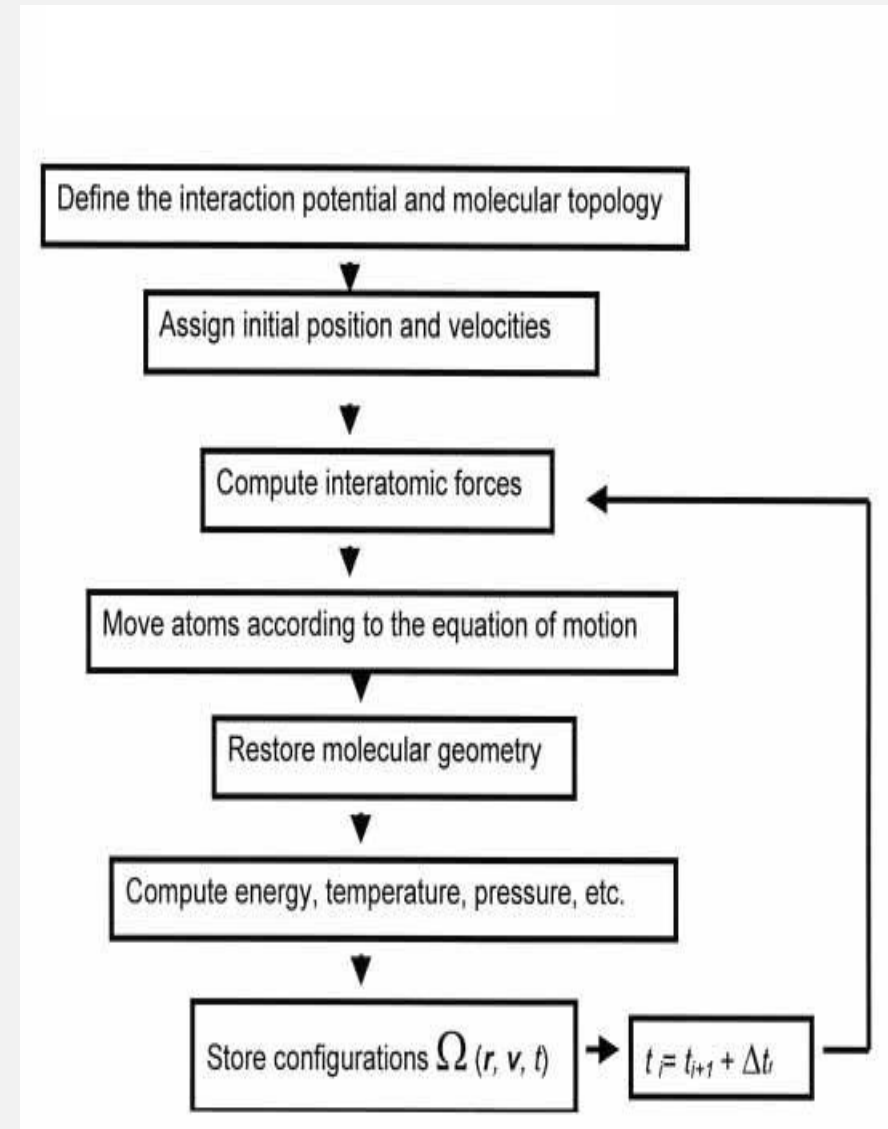 Define the interaction potential and molecular topology
Assign initial position and velocities
Compute interatomic forces
Move atoms according to the equation of motion
Restore molecular geometry
Compute energy, temperature, pressure, etc.
Store configurations Ω (r, v, t)
t i= ti+1 + Δti